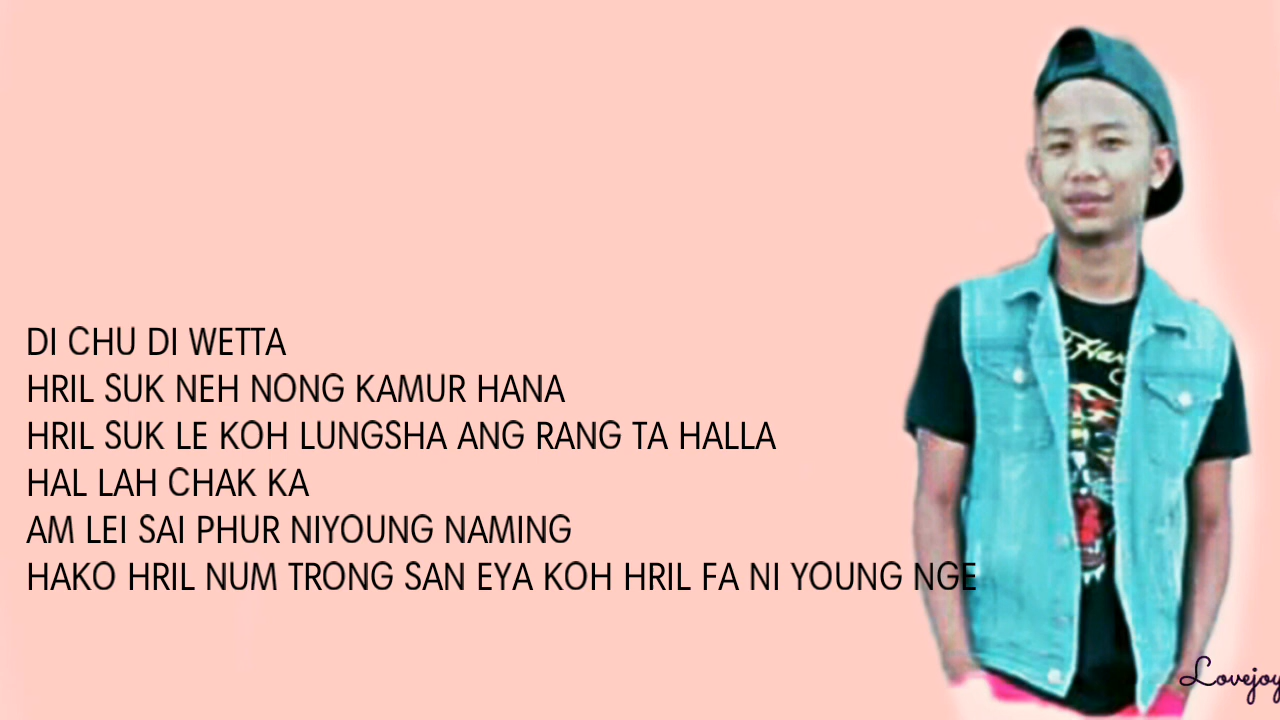 DI CHU DI WETTA
HRIL SUK NEH NONG KAMUR HANA
HRIL SUK LE KOH LUNGSHA ANG RANG TA HALLA
HAL LAH CHAK KA
AM LEI SAI PHUR NIYOUNG NAMING
HAKO HRIL NUM TRONG SAN EYA KOH HRIL FA NI YOUNG NGE
Lovejoy